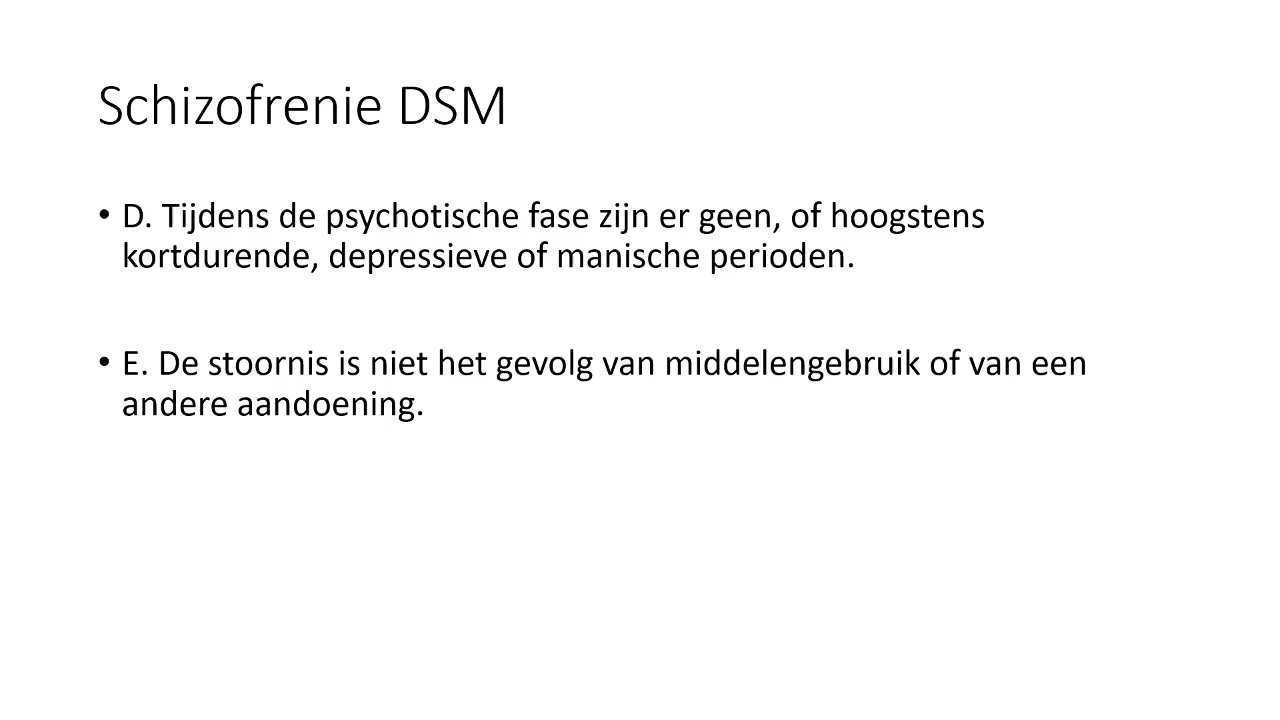 Schizofrenie DSM
• D. Tijdens de psychotische fase zijn er geen, of hoogstens
kortdurende, depressieve of manische perioden.
• E. De stoornis is niet het gevolg van middelengebruik of van een
andere aandoening.